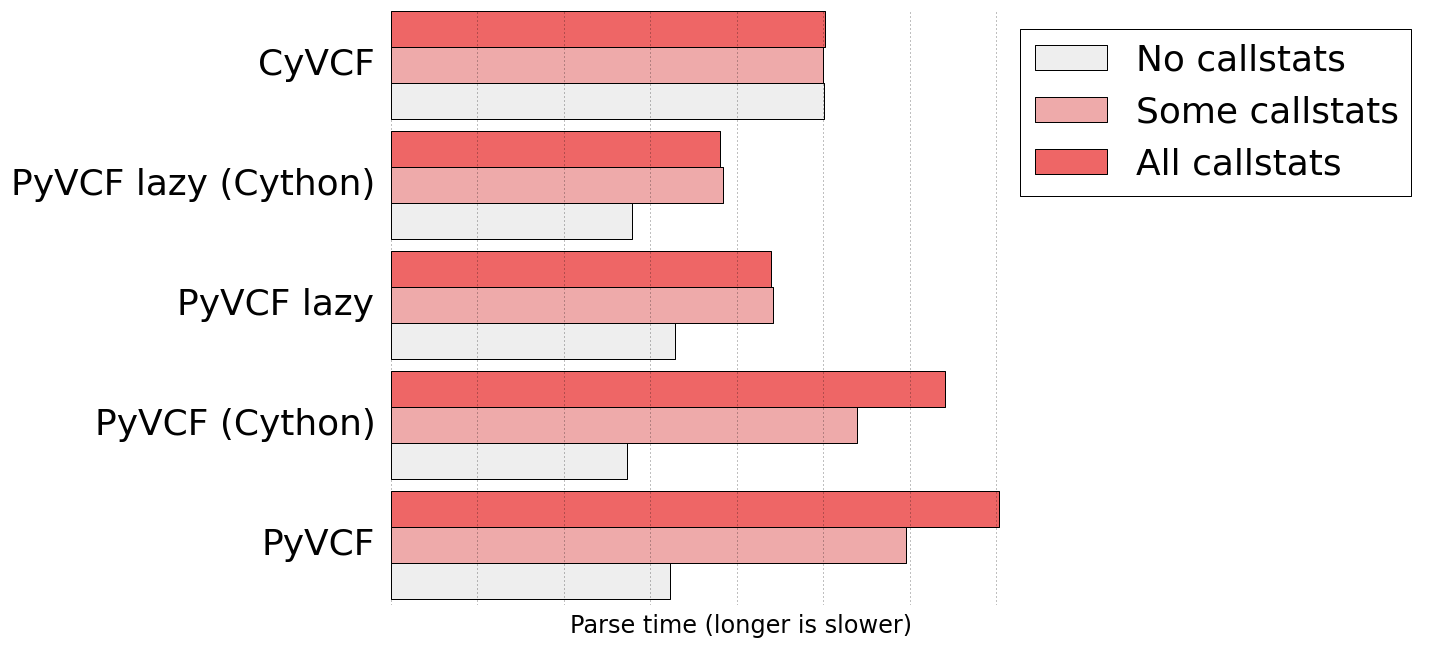 CyVCF
PyVCF lazy (Cython)
PyVCF lazy
PyVCF (Cython)
PyVCF
Parse time (longer is slower)
No callstats
Some callstats
All callstats